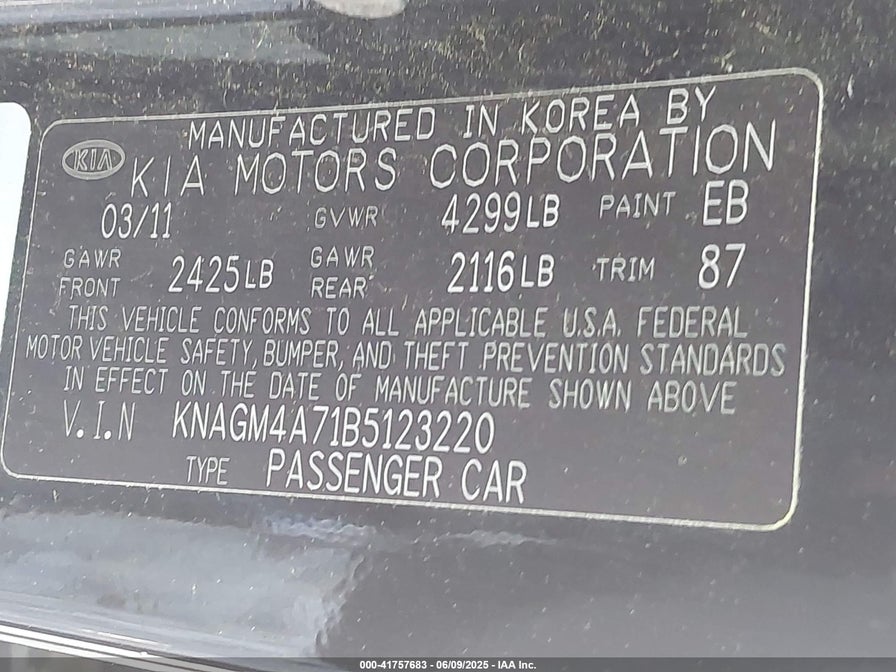 MANUFACTURED IN KOREA BY
KIA KIA MOTORS CORPORATION
03/11 GVWR 4299LB PAINT EB
GAWR FRONT 2425LB GAWR REAR 2116LB TRIM 87
THIS VEHICLE CONFORMS TO ALL APPLICABLE U.S.A. FEDERAL
MOTOR VEHICLE SAFETY, BUMPER, AND THEFT PREVENTION STANDARDS
IN EFFECT ON THE DATE OF MANUFACTURE SHOWN ABOVE
V.I.N KNAGM4A71B5123220
TYPE PASSENGER CAR
000-41757683 - 06/09/2025 - IAA Inc.